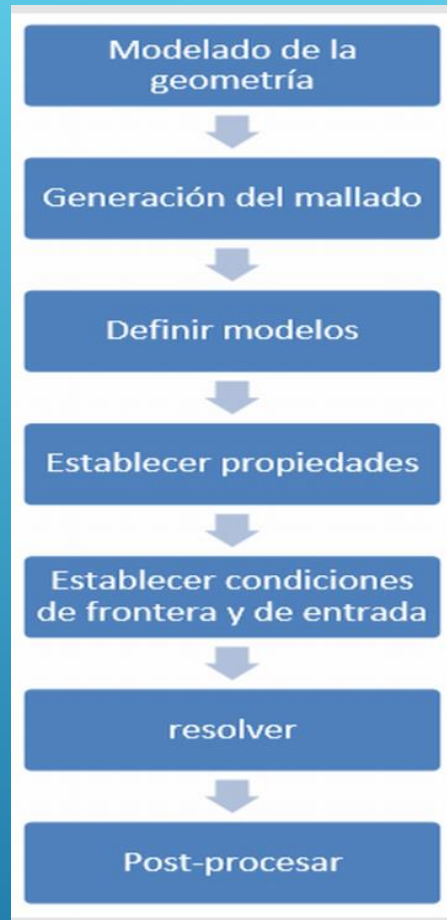 Modelado de la
geometría
Generación del mallado
Definir modelos
Establecer propiedades
Establecer condiciones
de frontera y de entrada
resolver
Post-procesar